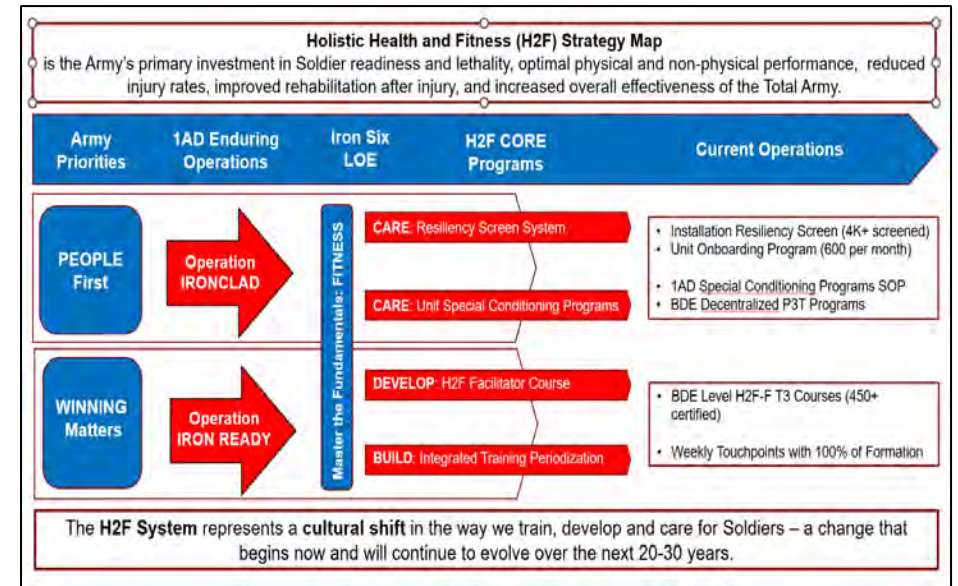 Holistic Health and Fitness (H2F) Strategy Map
is the Army's primary investment in Soldier readiness and lethality, optimal physical and non-physical performance, reduced
injury rates, improved rehabilitation after injury, and increased overall effectiveness of the Total Army.
Army
Priorities
1AD Enduring
Operations
Iron Six
LOE
H2F CORE
Programs
Current Operations
PEOPLE
First
Operation
IRONCLAD
Master the Fundamentals: FITNESS
CARE: Resiliency Screen System
CARE: Unit Special Conditioning Programs
• Installation Resiliency Screen (4K+ screened)
• Unit Onboarding Program (600 per month)
• 1AD Special Conditioning Programs SOP
• BDE Decentralized P3T Programs
WINNING
Matters
Operation
IRON READY
DEVELOP: H2F Facilitator Course
BUILD: Integrated Training Periodization
• BDE Level H2F-F T3 Courses (450+
certified)
• Weekly Touchpoints with 100% of Formation
The H2F System represents a cultural shift in the way we train, develop and care for Soldiers – a change that
begins now and will continue to evolve over the next 20-30 years.